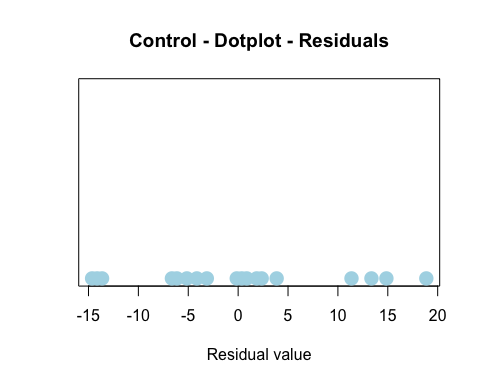 Control - Dotplot - Residuals
-15 -10 -5 0 5 10 15 20
Residual value